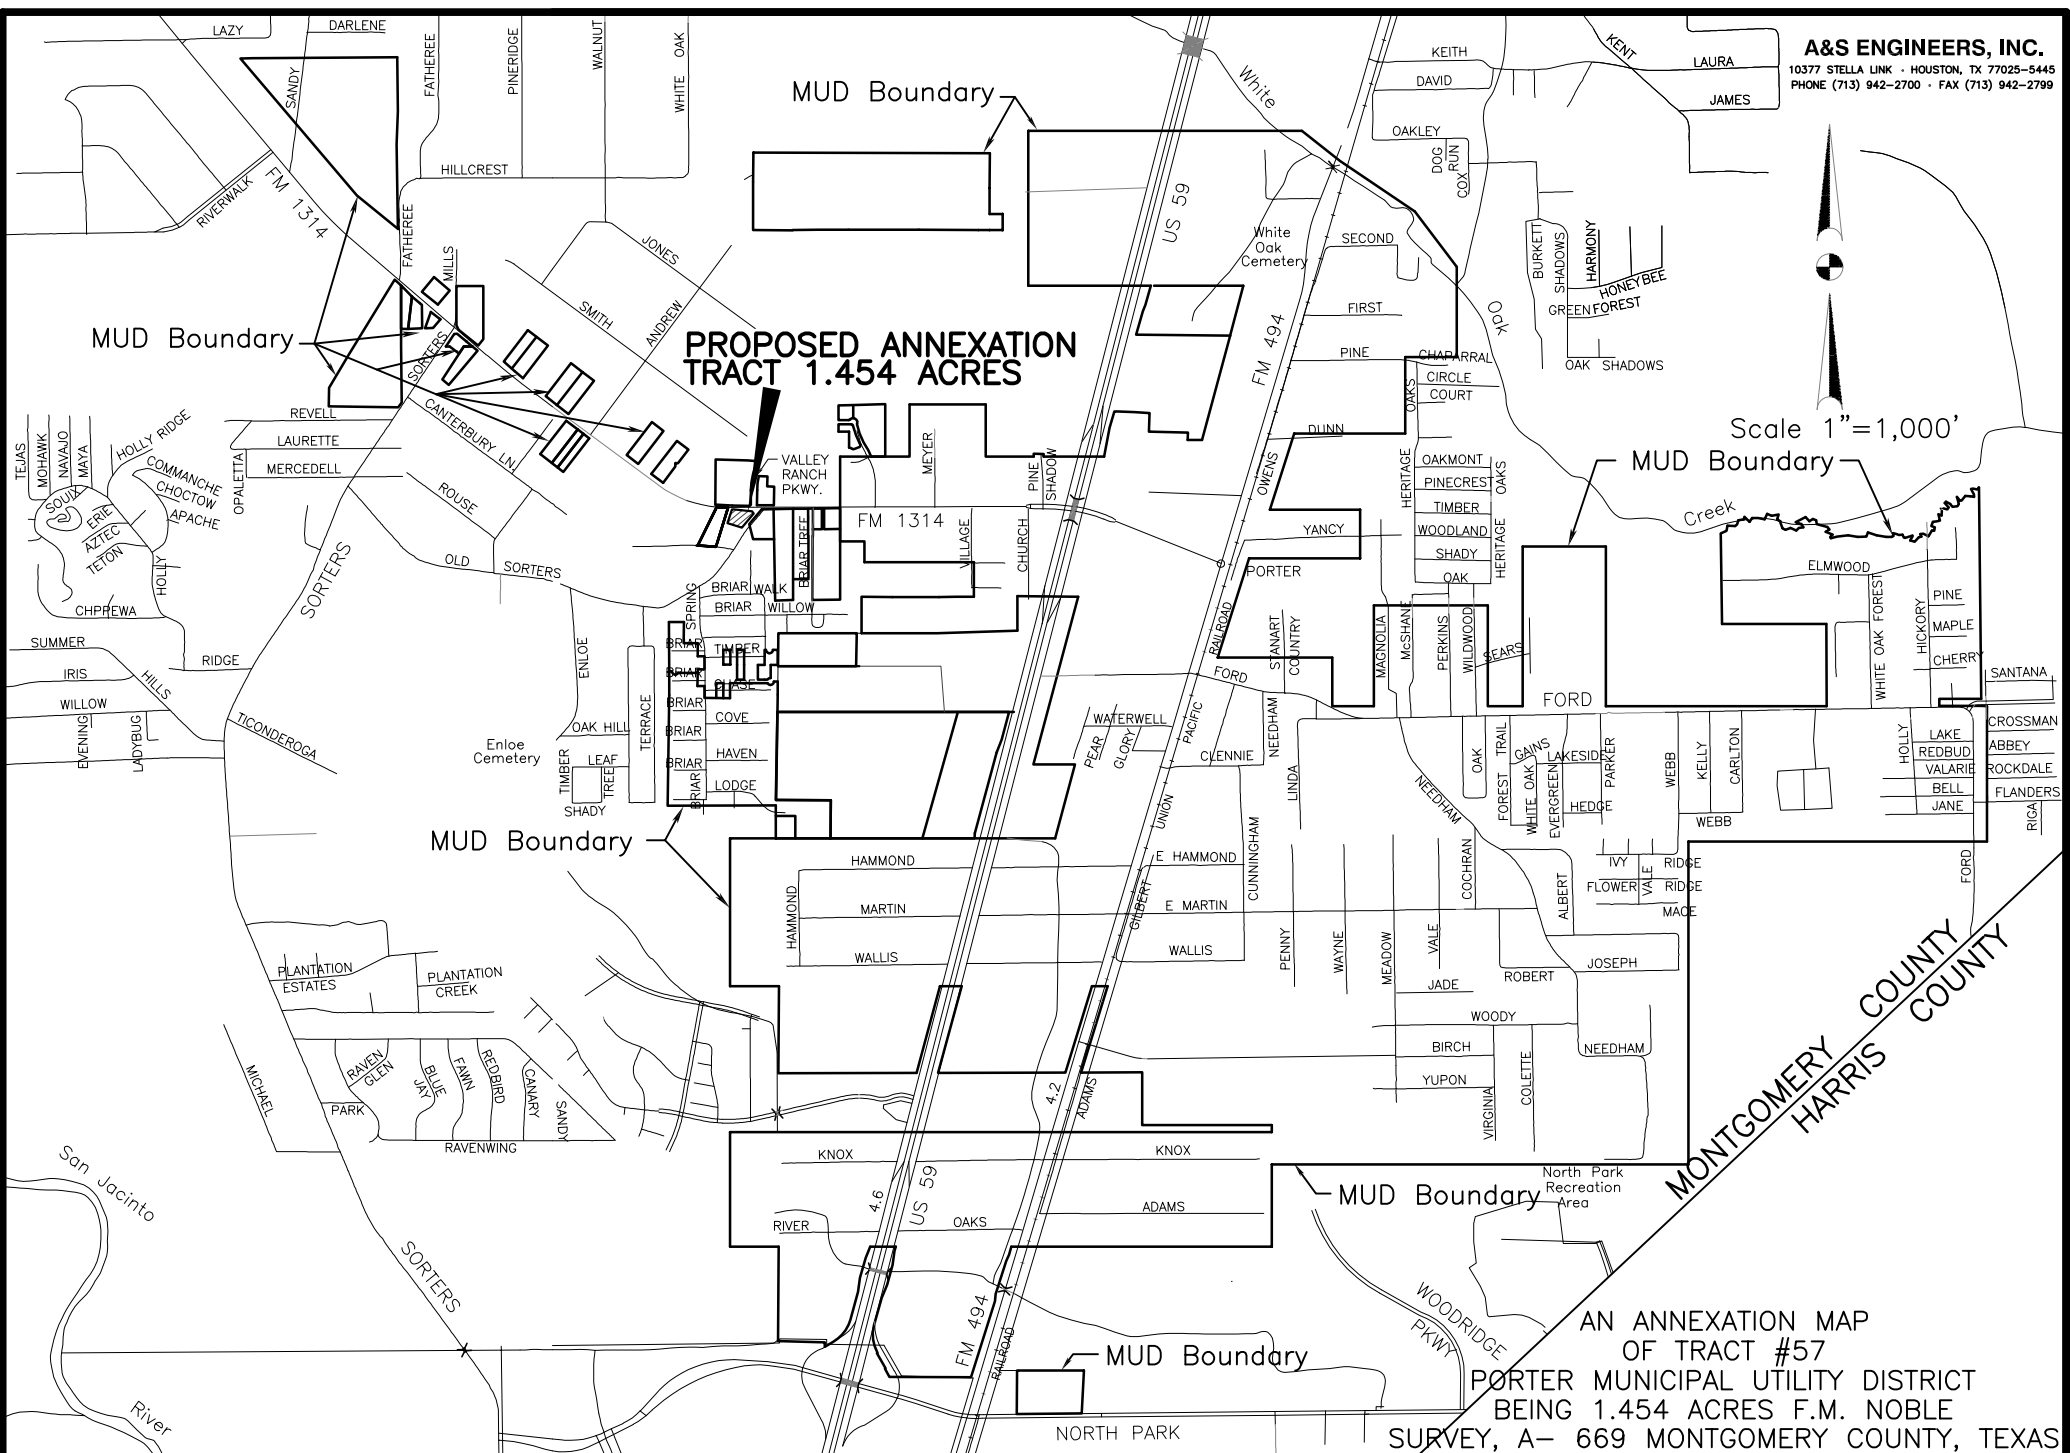 A&S ENGINEERS, INC.
10377 STELLA LINK · HOUSTON, TX 77025-5445
PHONE (713) 942-2700 · FAX (713) 942-2799
LAZY
DARLENE
SANDY
FATHEREE
PINERIDGE
WALNUT
WHITE OAK
HILLCREST
RIVERWALK
FM 1314
FATHEREE
MILLS
JONES
SMITH
ANDREW
MUD Boundary
MUD Boundary
PROPOSED ANNEXATION
TRACT 1.454 ACRES
US 59
White
Oak
Creek
White
Oak
Cemetery
FM 494
KEITH
DAVID
OAKLEY
DOG
RUN
COX
KENT
LAURA
JAMES
BURKETT
SHADOWS
HARMONY
HONEYBEE
GREEN FOREST
OAK SHADOWS
SECOND
FIRST
PINE
CHAPARRAL
CIRCLE
COURT
OAKS
HERITAGE
DUNN
OWENS
OAKMONT
PINECREST
TIMBER
WOODLAND
SHADY
OAK
OAKS
HERITAGE
YANCY
PORTER
Scale 1"=1,000'
MUD Boundary
ELMWOOD
WHITE OAK FOREST
HICKORY
PINE
MAPLE
CHERRY
SANTANA
CROSSMAN
ABBEY
ROCKDALE
FLANDERS
RIGA
HOLLY
LAKE
REDBUD
VALARIE
BELL
JANE
FORD
TEJAS
MOHAWK
NAVAJO
MAYA
HOLLY RIDGE
COMMANCHE
CHOCTOW
APACHE
SOUIX
ERIE
AZTEC
TETON
HOLLY
CHPPEWA
REVELL
LAURETTE
MERCEDELL
OPALETTA
CANTERBURY LN.
SORTERS
ROUSE
OLD
SORTERS
SORTERS
SUMMER
IRIS
WILLOW
EVENING
LADYBUG
HILLS
RIDGE
TICONDEROGA
VALLEY
RANCH
PKWY.
MEYER
PINE
SHADOW
FM 1314
BRIAR TREE
VILLAGE
CHURCH
SPRING
BRIAR
WALK
BRIAR
WILLOW
BRIAR
TIMBER
BRIAR
CHASE
BRIAR
COVE
BRIAR
HAVEN
BRIAR
LODGE
BRIAR
ENLOE
OAK HILL
TERRACE
TIMBER
LEAF
TREE
SHADY
Enloe
Cemetery
MUD Boundary
RAILROAD
STANART
COUNTRY
MAGNOLIA
McSHANE
PERKINS
WILDWOOD
SEARS
FORD
FORD
WATERWELL
PEAR
GLORY
PACIFIC
NEEDHAM
CLENNIE
UNION
LINDA
NEEDHAM
OAK
FOREST TRAIL
GAINS
WHITE OAK
EVERGREEN
LAKESIDE
HEDGE
PARKER
WEBB
KELLY
CARLTON
WEBB
HAMMOND
HAMMOND
MARTIN
WALLIS
E HAMMOND
E MARTIN
WALLIS
GILBERT
CUNNINGHAM
PENNY
WAYNE
MEADOW
VALE
COCHRAN
ALBERT
IVY
RIDGE
FLOWER
VALE
RIDGE
MACE
JOSEPH
ROBERT
JADE
WOODY
BIRCH
YUPON
VIRGINIA
COLETTE
NEEDHAM
FORD
MONTGOMERY COUNTY
HARRIS COUNTY
PLANTATION
ESTATES
PLANTATION
CREEK
MICHAEL
RAVEN
GLEN
PARK
BLUE
JAY
FAWN
REDBIRD
CANARY
SANDY
RAVENWING
San Jacinto
River
SORTERS
4.2
ADAMS
KNOX
KNOX
4.6
US 59
RIVER
OAKS
ADAMS
MUD Boundary
North Park
Recreation
Area
FM 494
RAILROAD
MUD Boundary
NORTH PARK
WOODRIDGE
PKWY
AN ANNEXATION MAP
OF TRACT #57
PORTER MUNICIPAL UTILITY DISTRICT
BEING 1.454 ACRES F.M. NOBLE
SURVEY, A- 669 MONTGOMERY COUNTY, TEXAS